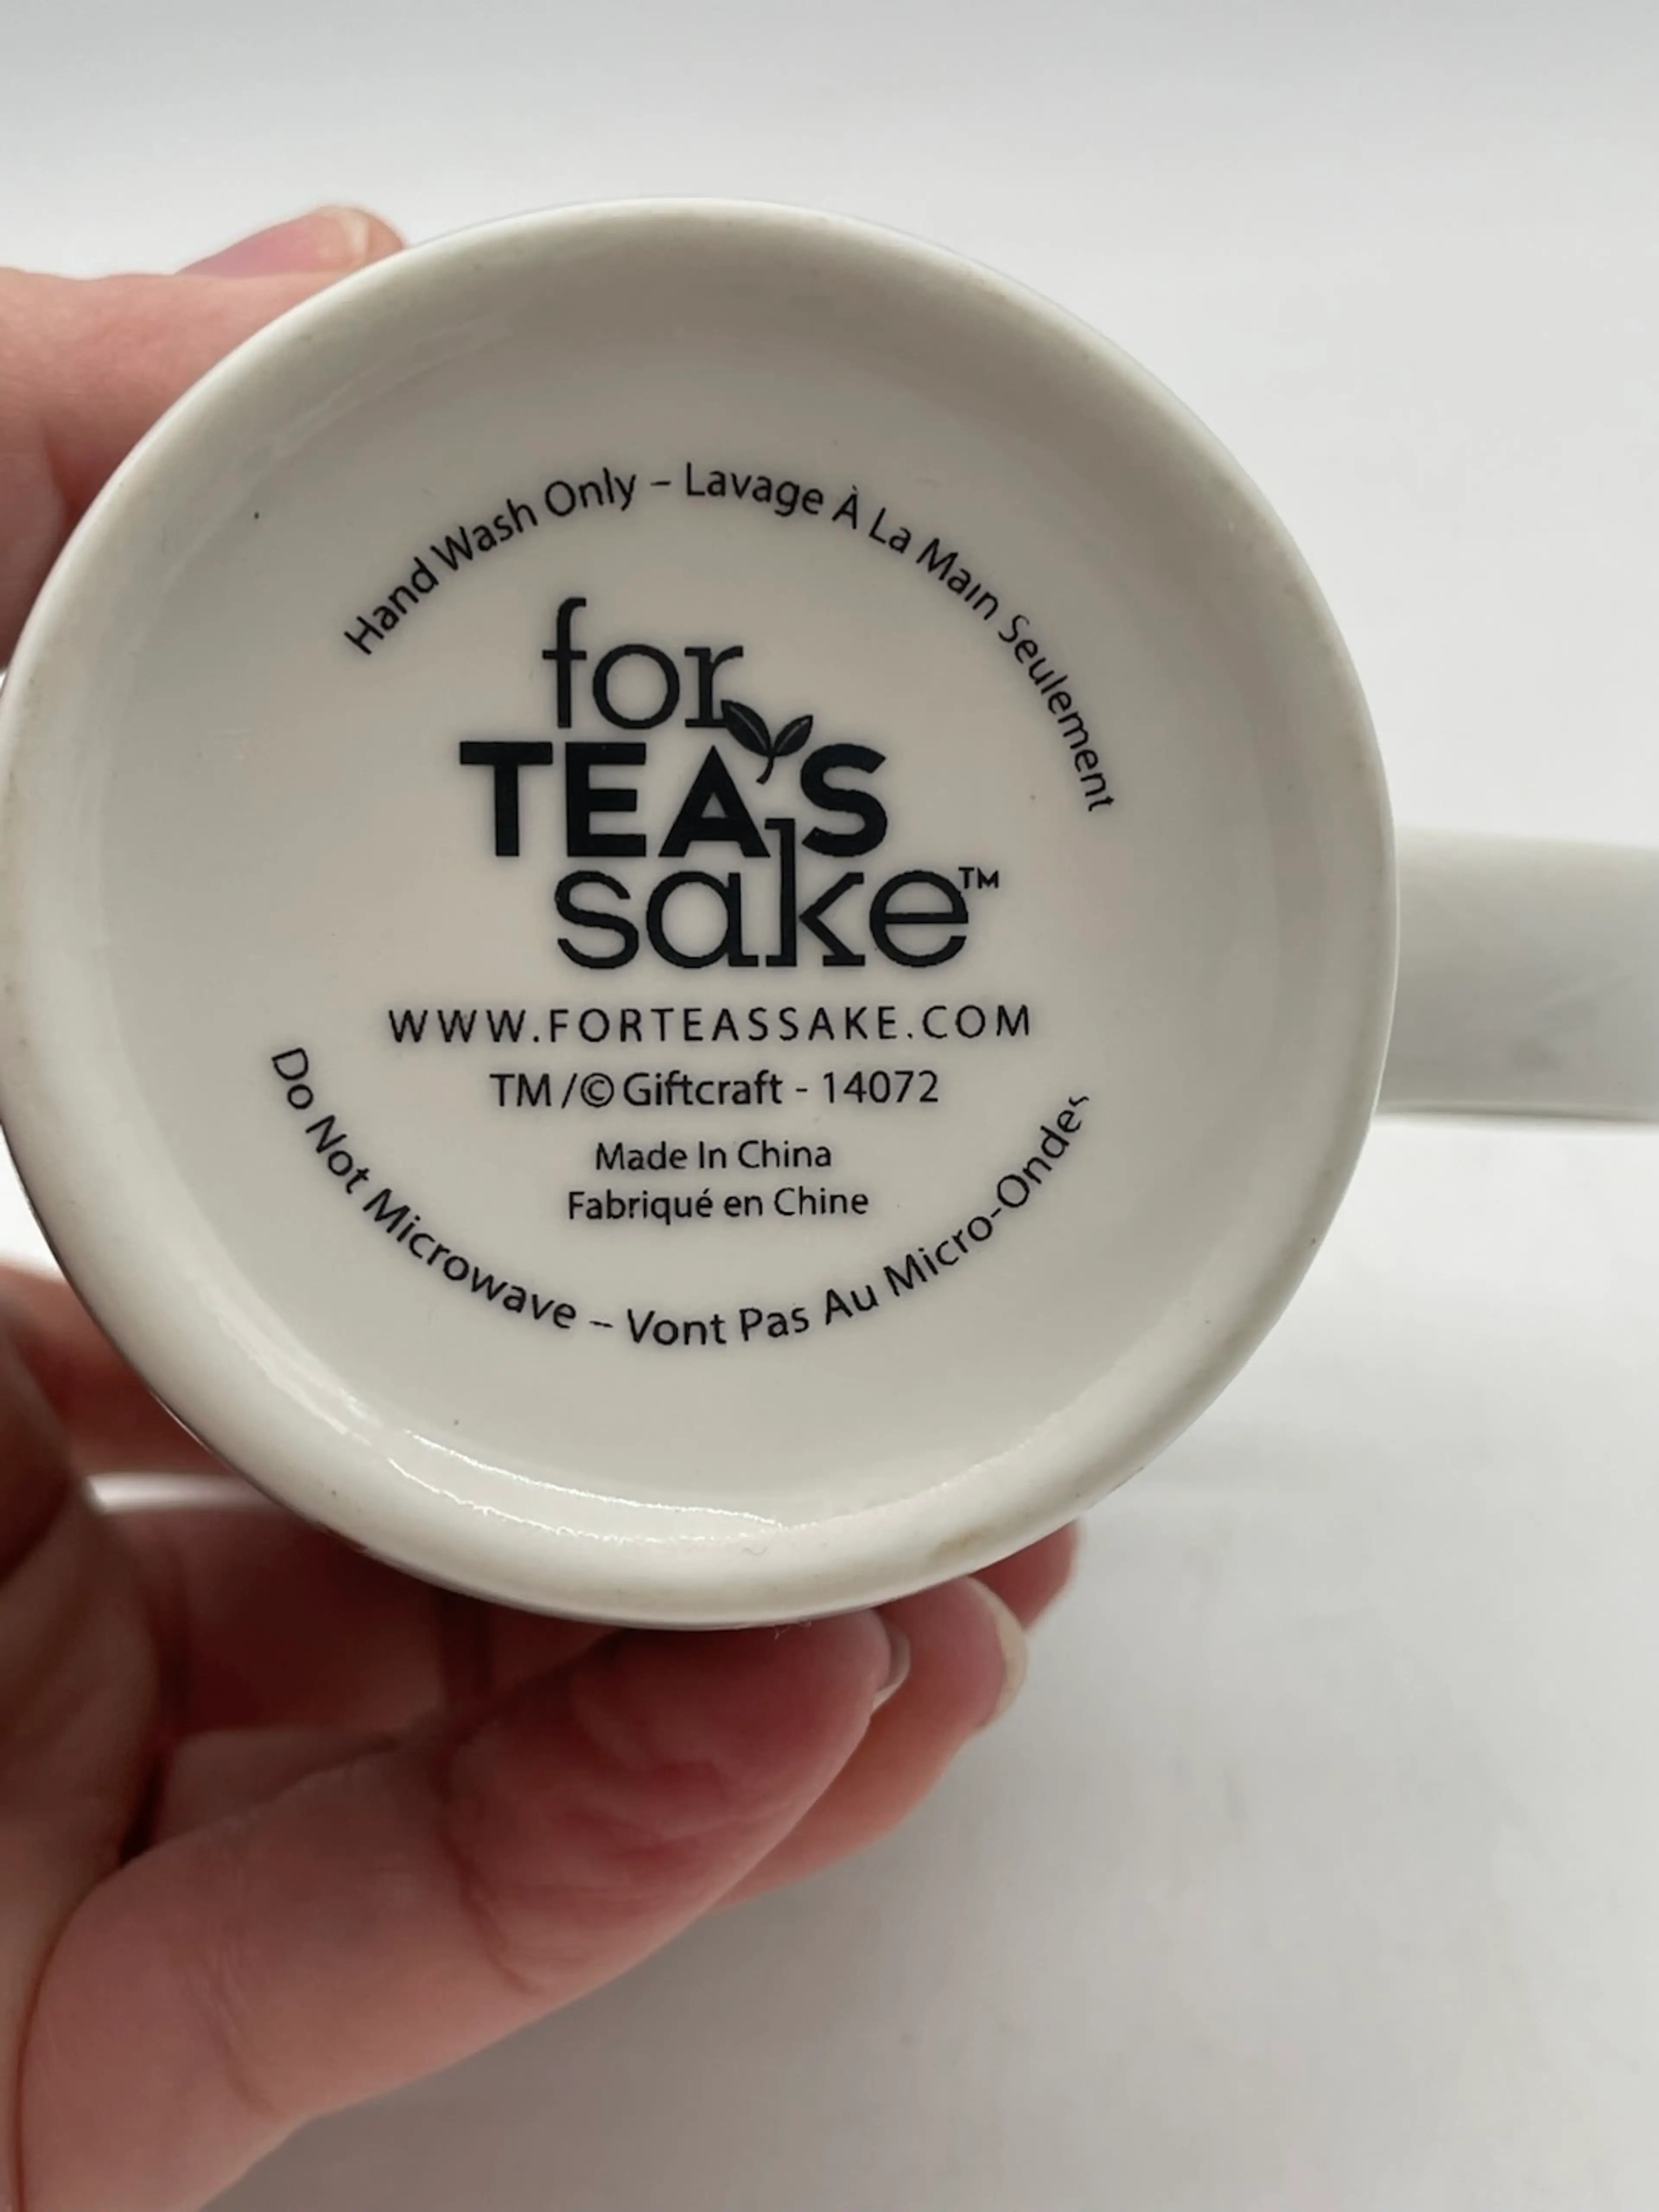 Hand Wash Only – Lavage À La Main Seulement
for
TEA'S
sake™
WWW.FORTEASSAKE.COM
TM/© Giftcraft - 14072
Made In China
Fabriqué en Chine
Do Not Microwave – Vont Pas Au Micro-Ondes